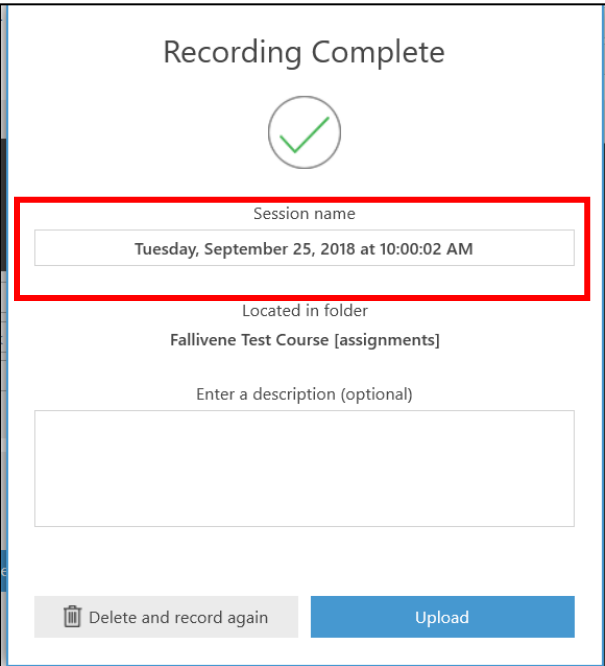 Recording Complete
Session name
Tuesday, September 25, 2018 at 10:00:02 AM
Located in folder
Fallivene Test Course [assignments]
Enter a description (optional)
Delete and record again
Upload